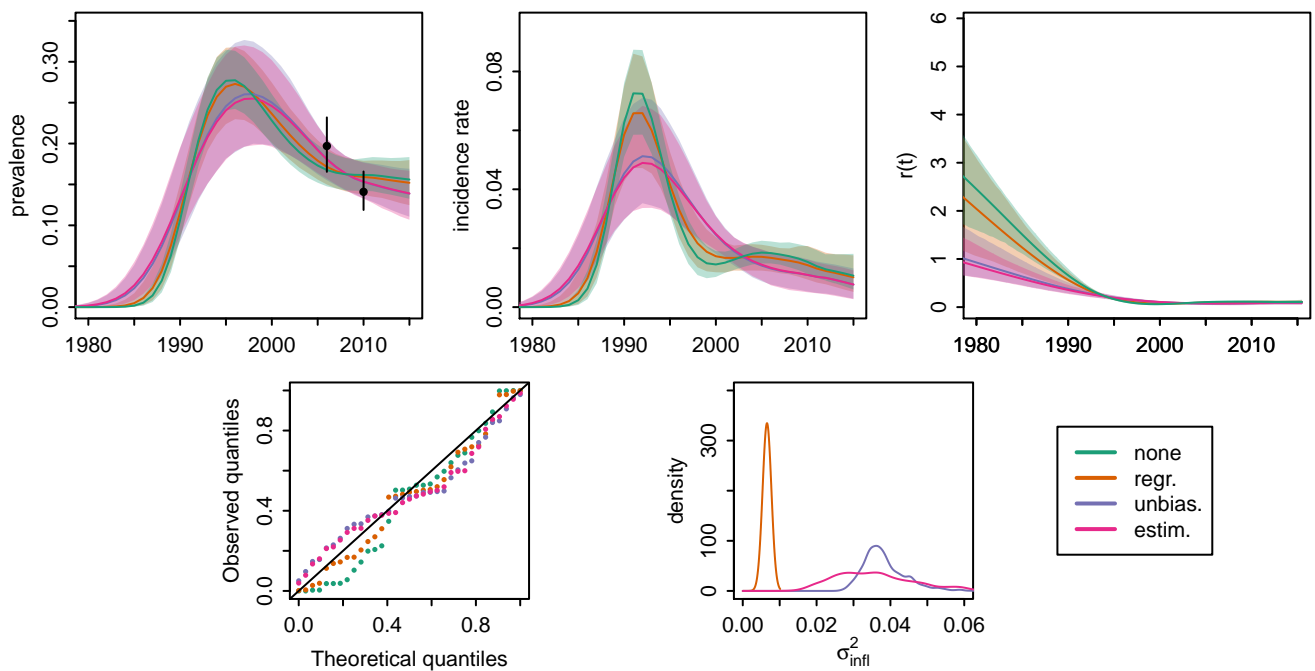 prevalence
0.00 0.10 0.20 0.30
1980 1990 2000 2010
incidence rate
0.00 0.04 0.08
1980 1990 2000 2010
r(t)
0 1 2 3 4 5 6
1980 1990 2000 2010
Observed quantiles
0.0 0.4 0.8
0.0 0.4 0.8
Theoretical quantiles
density
0 100 300
0.00 0.02 0.04 0.06
σ²infl
none
regr.
unbias.
estim.